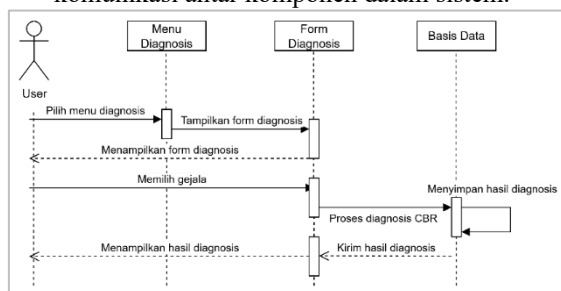 komunikasi antar komponen dalam sistem.
Menu
Diagnosis
Form
Diagnosis
Basis Data
User
Pilih menu diagnosis
Tampilkan form diagnosis
Menampilkan form diagnosis
Memilih gejala
Menyimpan hasil diagnosis
Proses diagnosis CBR
Menampilkan hasil diagnosis
Kirim hasil diagnosis